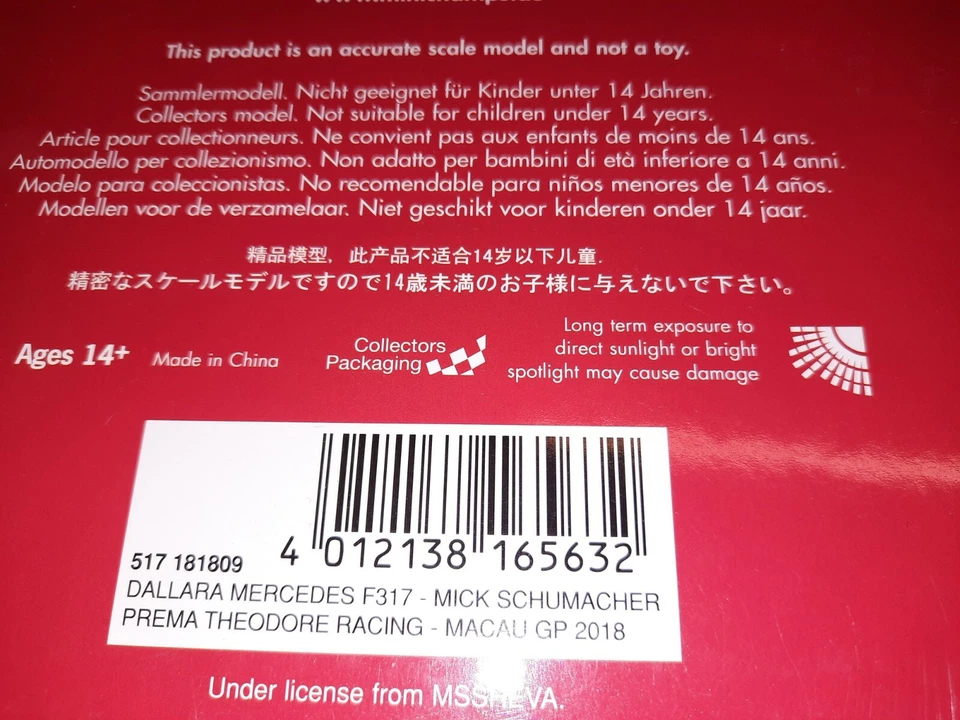 This product is an accurate scale model and not a toy.
Sammlermodell. Nicht geeignet für Kinder unter 14 Jahren.
Collectors model. Not suitable for children under 14 years.
Article pour collectionneurs. Ne convient pas aux enfants de moins de 14 ans.
Automodello per collezionismo. Non adatto per bambini di età inferiore a 14 anni.
Modelo para coleccionistas. No recomendable para niños menores de 14 años.
Modellen voor de verzamelaar. Niet geschikt voor kinderen onder 14 jaar.
精品模型，此产品不适合14岁以下儿童.
精密なスケールモデルですので14歳未満のお子様に与えないで下さい。
Ages 14+
Made in China
Collectors
Packaging
Long term exposure to
direct sunlight or bright
spotlight may cause damage
517 181809
4 012138 165632
DALLARA MERCEDES F317 - MICK SCHUMACHER
PREMA THEODORE RACING - MACAU GP 2018
Under license from